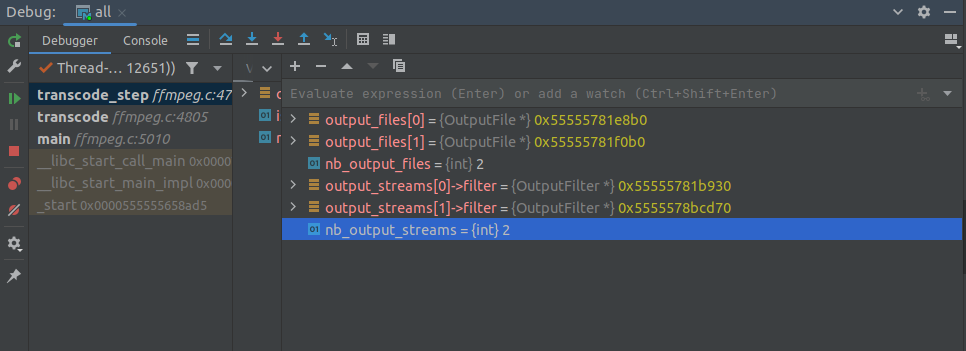 Debug: all
Debugger Console
Thread-... 12651))
transcode_step ffmpeg.c:47
transcode ffmpeg.c:4805
main ffmpeg.c:5010
__libc_start_call_main 0x0000
__libc_start_main_impl 0x000
_start 0x0000555555658ad5
Evaluate expression (Enter) or add a watch (Ctrl+Shift+Enter)
output_files[0] = {OutputFile *} 0x55555781e8b0
output_files[1] = {OutputFile *} 0x55555781f0b0
nb_output_files = {int} 2
output_streams[0]->filter = {OutputFilter *} 0x55555781b930
output_streams[1]->filter = {OutputFilter *} 0x5555578bcd70
nb_output_streams = {int} 2